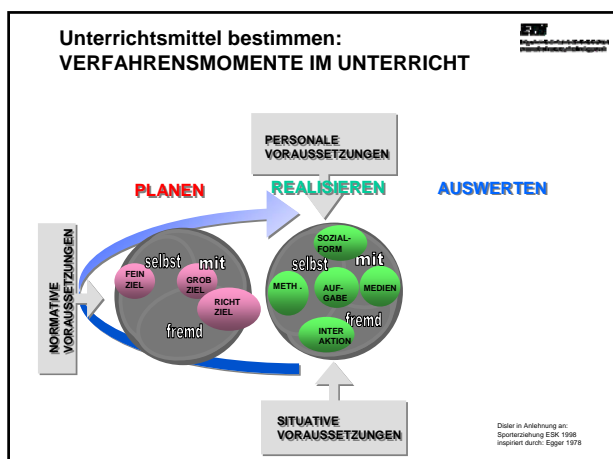 Unterrichtsmittel bestimmen:
VERFAHRENSMOMENTE IM UNTERRICHT
PERSONALE
VORAUSSETZUNGEN
PLANEN
REALISIEREN
AUSWERTEN
NORMATIVE
VORAUSSETZUNGEN
selbst
mit
fremd
FEIN
ZIEL
GROB
ZIEL
RICHT
ZIEL
SOZIAL-
FORM
selbst
mit
METH .
AUF-
GABE
MEDIEN
fremd
INTER
AKTION
SITUATIVE
VORAUSSETZUNGEN
Disler in Anlehnung an:
Sporterziehung ESK 1998
inspiriert durch: Egger 1978